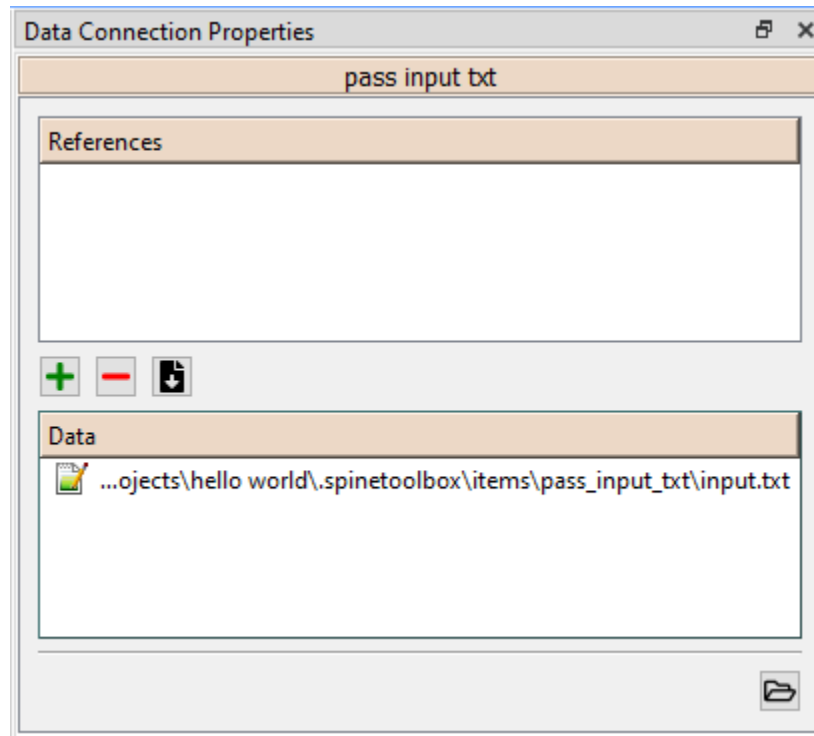 Data Connection Properties
pass input txt
References
Data
...ojects\hello world\.spinetoolbox\items\pass_input_txt\input.txt